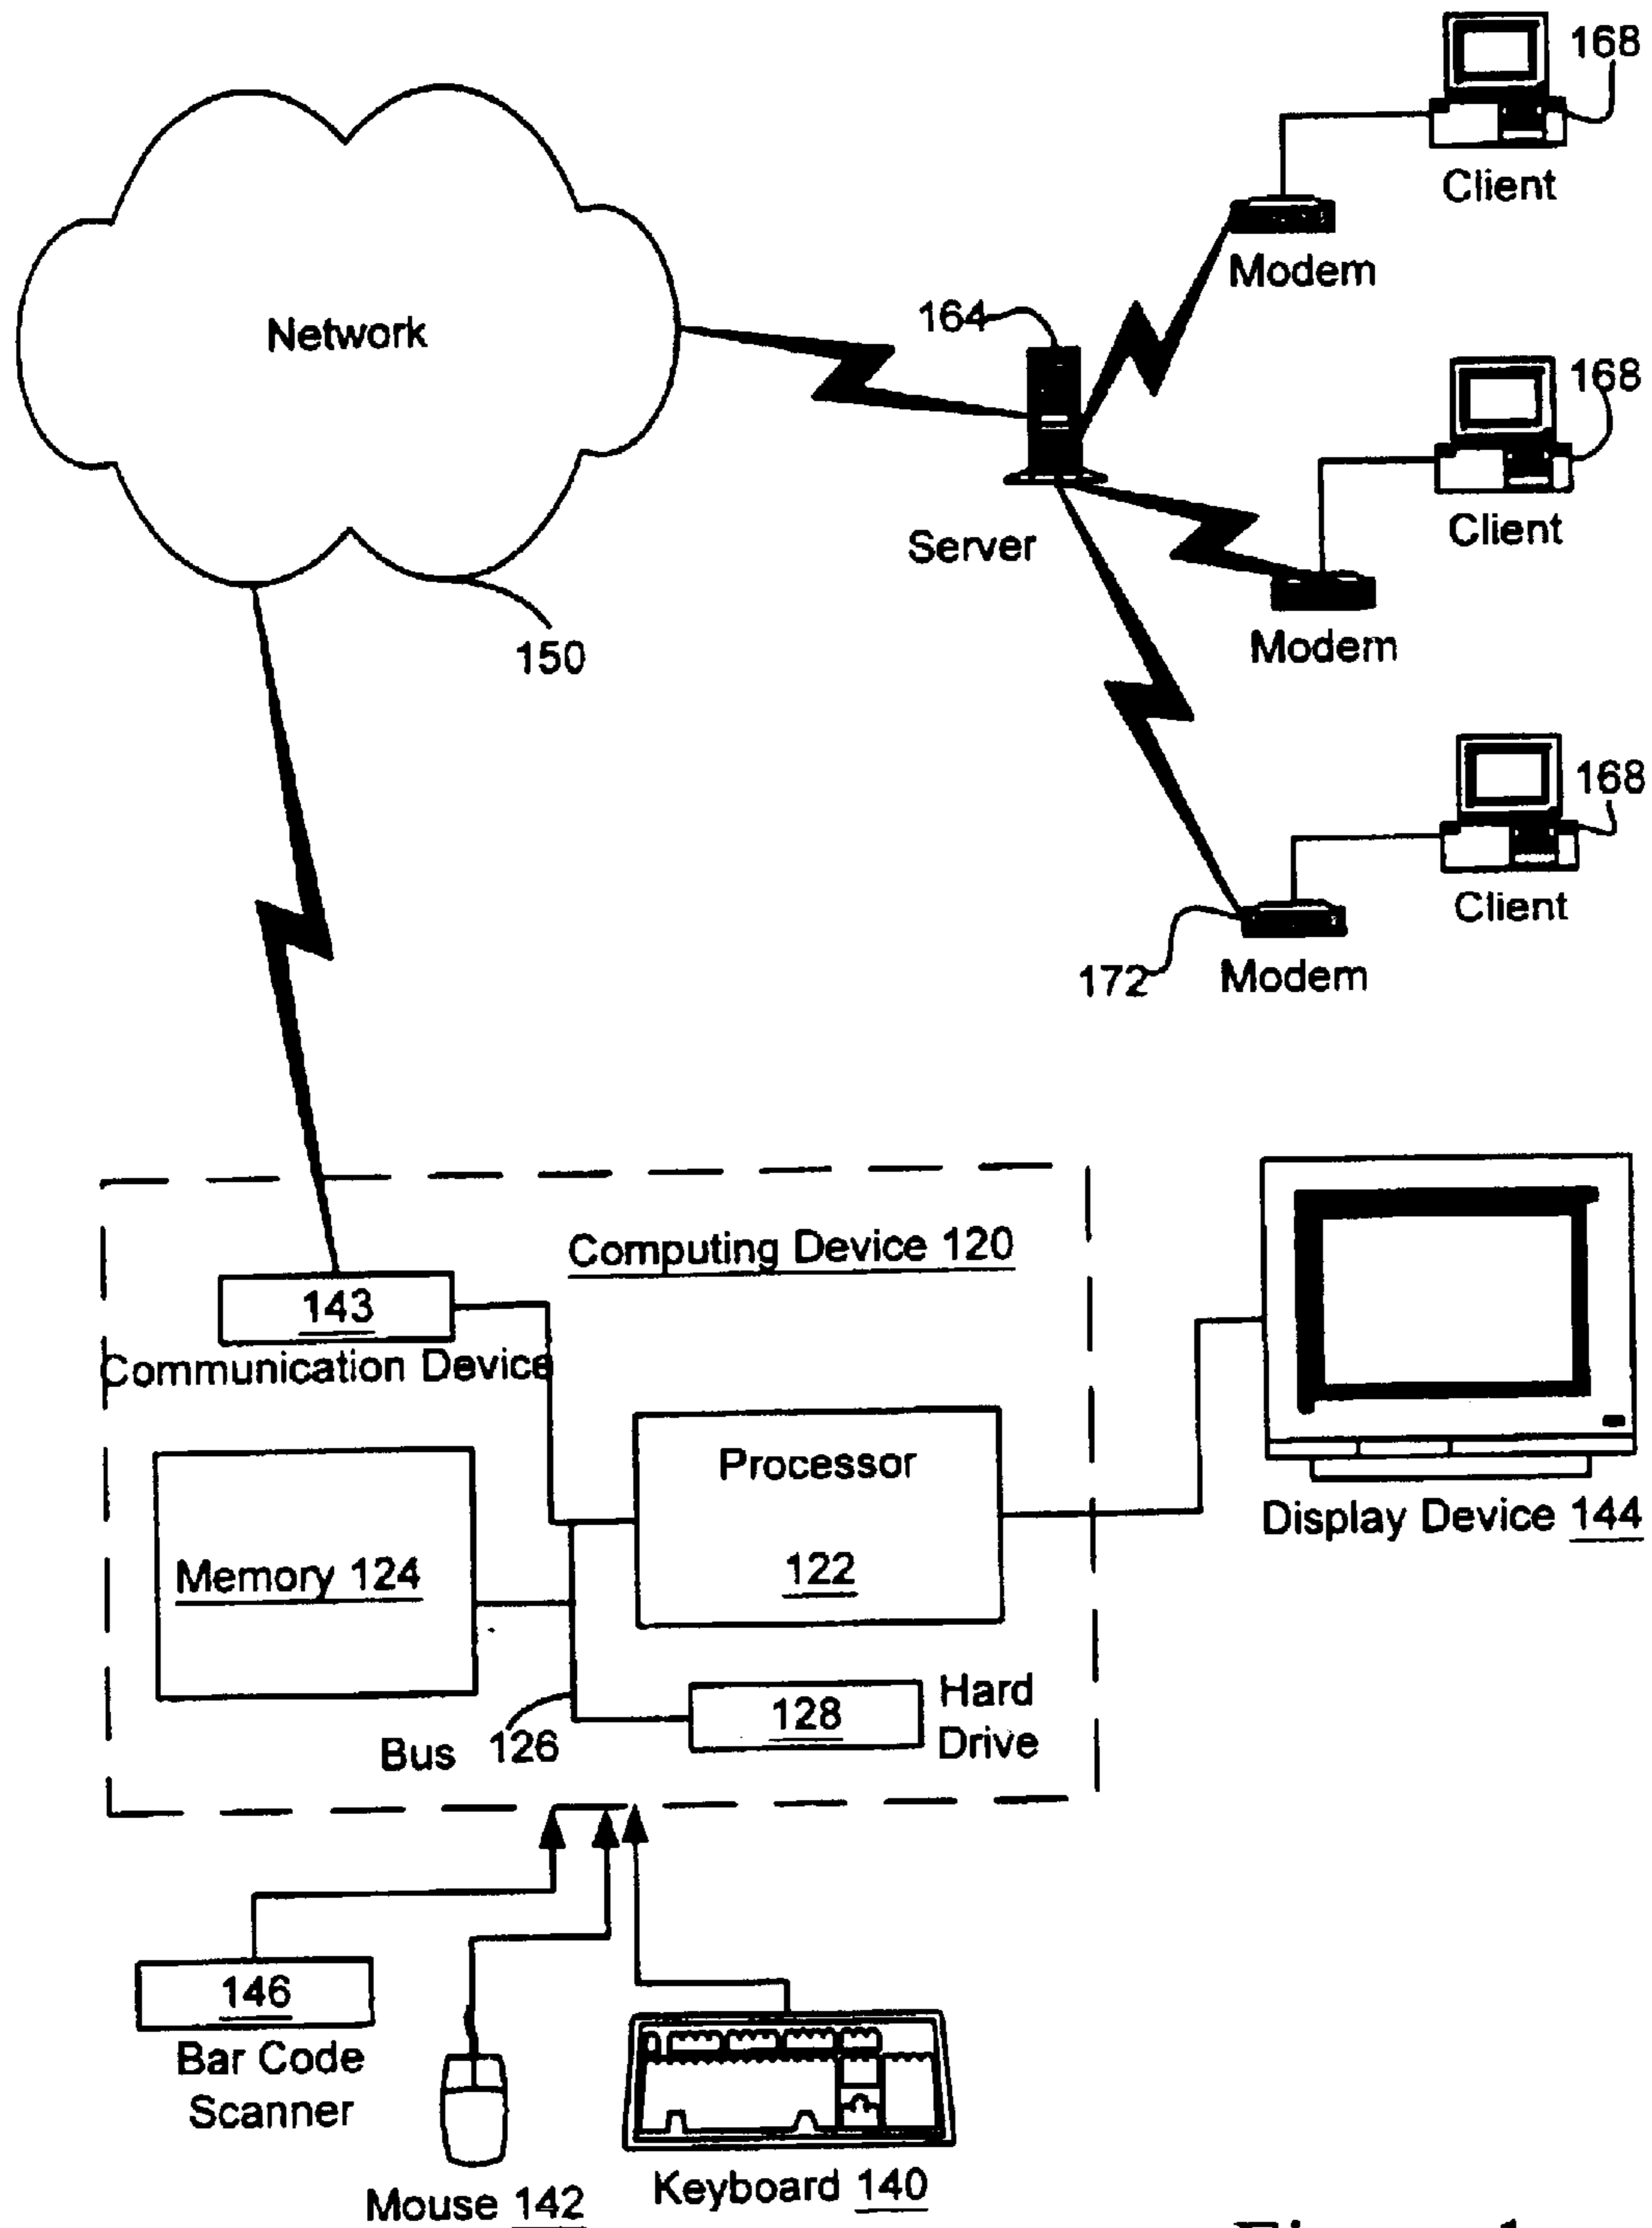 168
Client
Modem
Network
164
168
Client
Server
Modem
150
168
Client
172
Modem
Computing Device 120
143
Communication Device
Processor
122
Memory 124
Display Device 144
128
Hard
Drive
Bus
126
146
Bar Code
Scanner
Mouse 142
Keyboard 140